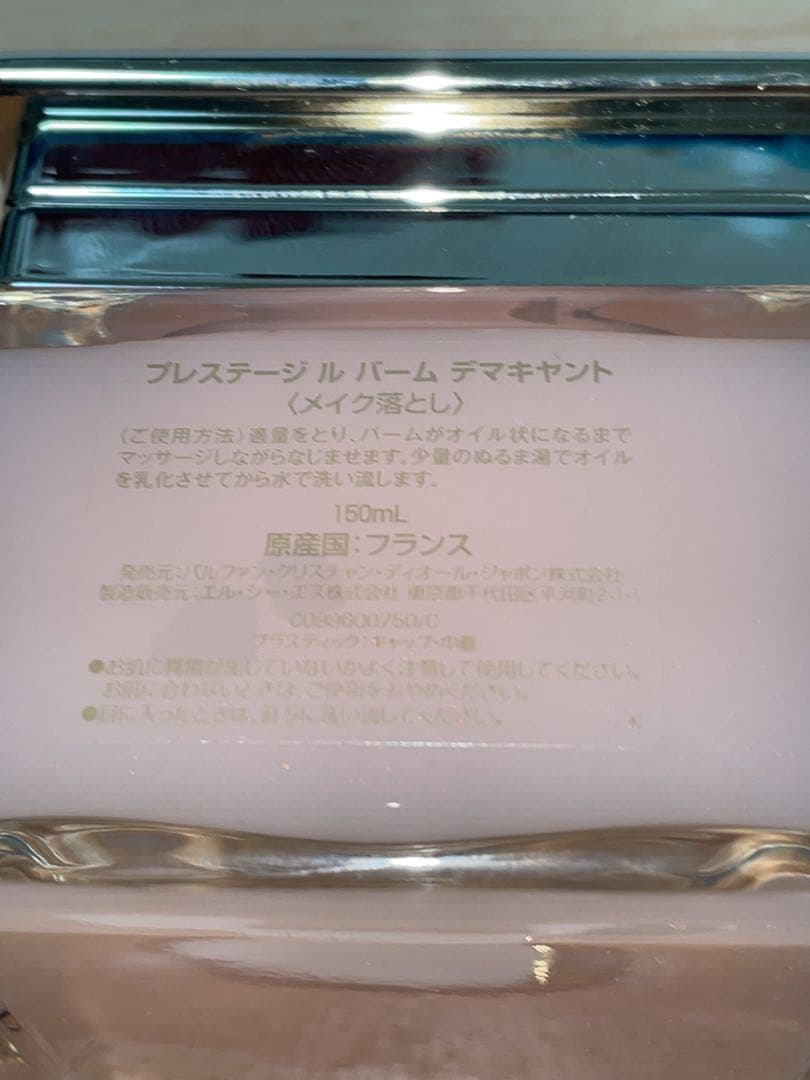 プレステージ ル バーム デマキヤント
〈メイク落とし〉
〈ご使用方法〉適量をとり、バームがオイル状になるまで
マッサージしながらなじませます。少量のぬるま湯でオイル
を乳化させてから水で洗い流します。
150mL
原産国：フランス
発売元：パルファン・クリスチャン・ディオール・ジャポン株式会社
製造販売元：エル・シー・エス株式会社 東京都千代田区平河町2-1-1
C099600750/C
プラスティック：キャップ・中蓋
●お肌に異常が生じていないかよく注意して使用してください。
お肌に合わないときは、ご使用をおやめください。
●目に入ったときは、直ちに洗い流してください。
K